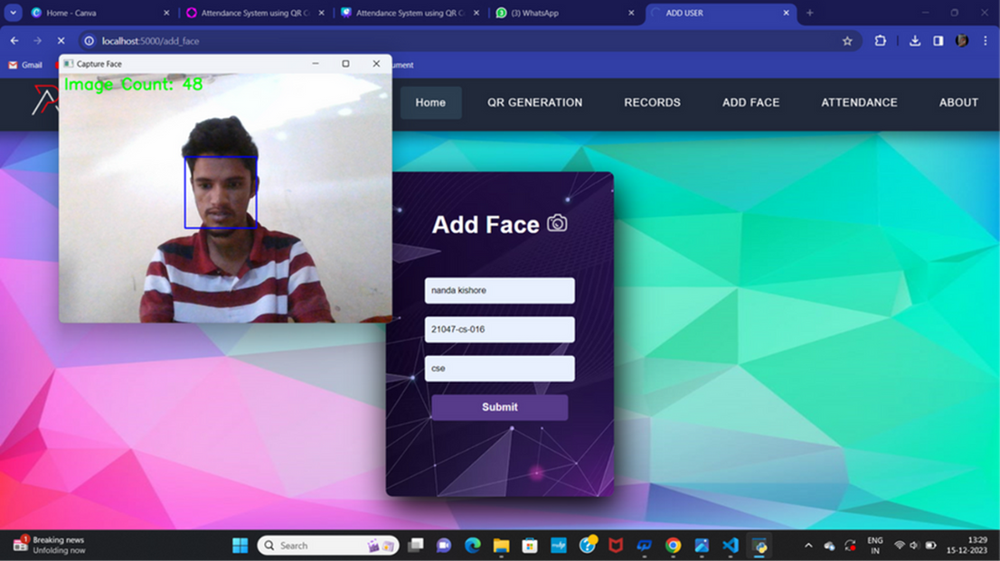 Home - Canva
Attendance System using QR C
Attendance System using QR C
(3) WhatsApp
ADD USER
localhost:5000/add_face
Gmail
ument
Capture Face
Image Count: 48
Home
QR GENERATION
RECORDS
ADD FACE
ATTENDANCE
ABOUT
Add Face
nanda kishore
21047-cs-016
cse
Submit
1
Breaking news
Unfolding now
Search
ENG
IN
13:29
15-12-2023